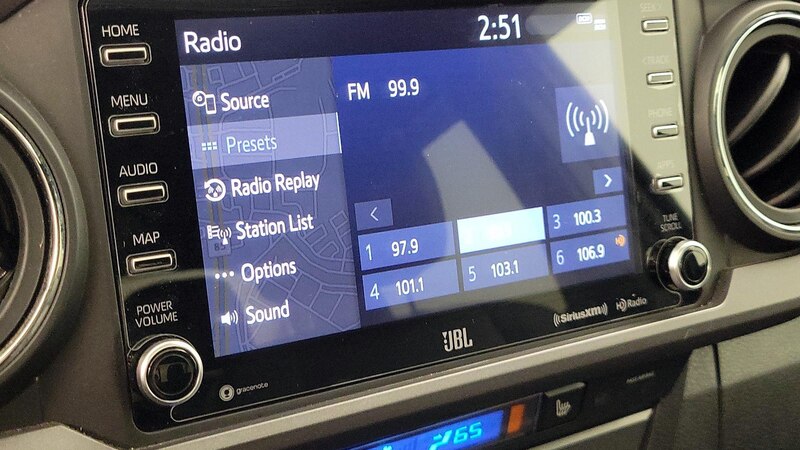 HOME
MENU
AUDIO
MAP
POWER
VOLUME
Radio
2:51
Source
Presets
Radio Replay
Station List
Options
Sound
FM 99.9
<
>
1 97.9
3 100.3
4 101.1
5 103.1
6 106.9
SEEK >
< TRACK
PHONE
APPS
TUNE
SCROLL
gracenote
JBL
((SiriusXM))
HD Radio
65